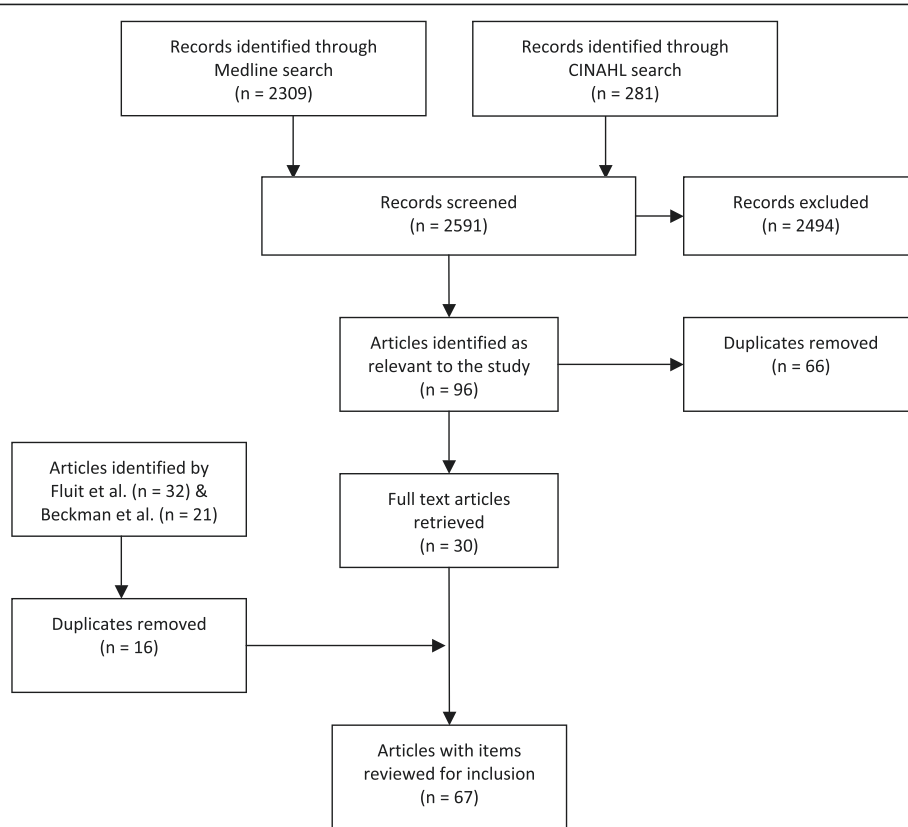 Records identified through
Medline search
(n = 2309)
Records identified through
CINAHL search
(n = 281)
Records screened
(n = 2591)
Records excluded
(n = 2494)
Articles identified as
relevant to the study
(n = 96)
Duplicates removed
(n = 66)
Articles identified by
Fluit et al. (n = 32) &
Beckman et al. (n = 21)
Full text articles
retrieved
(n = 30)
Duplicates removed
(n = 16)
Articles with items
reviewed for inclusion
(n = 67)